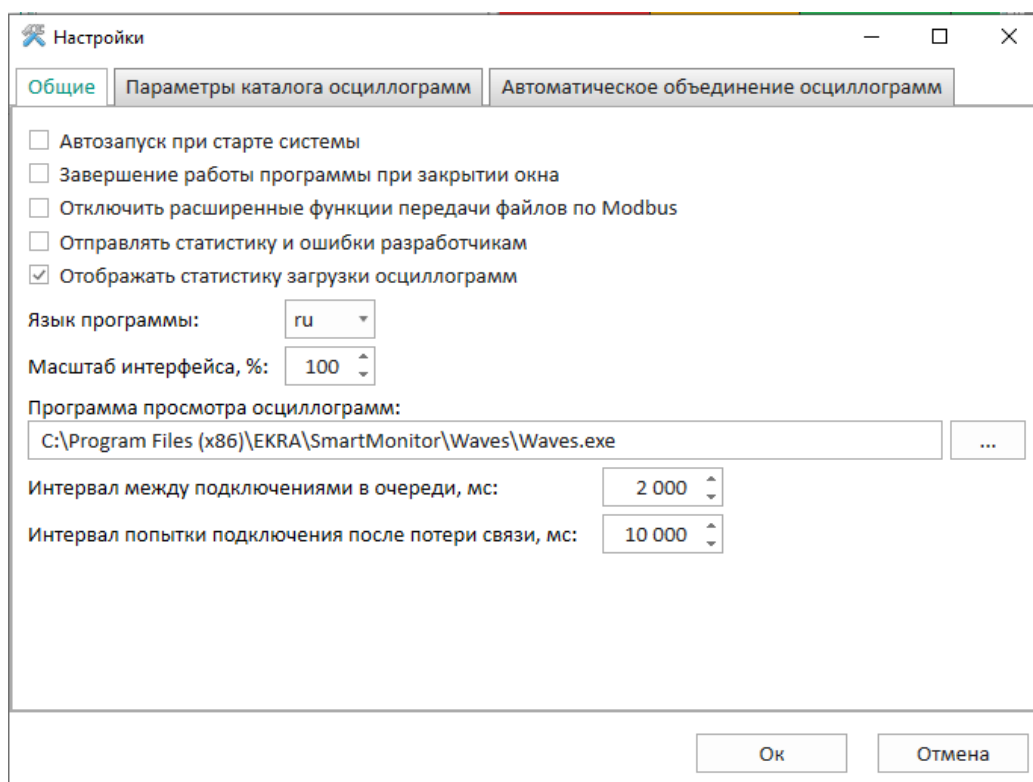 Настройки
Общие Параметры каталога осциллограмм Автоматическое объединение осциллограмм
Автозапуск при старте системы
Завершение работы программы при закрытии окна
Отключить расширенные функции передачи файлов по Modbus
Отправлять статистику и ошибки разработчикам
Отображать статистику загрузки осциллограмм
Язык программы: ru
Масштаб интерфейса, %: 100
Программа просмотра осциллограмм:
C:\Program Files (x86)\EKRA\SmartMonitor\Waves\Waves.exe ...
Интервал между подключениями в очереди, мс: 2 000
Интервал попытки подключения после потери связи, мс: 10 000
Ок Отмена